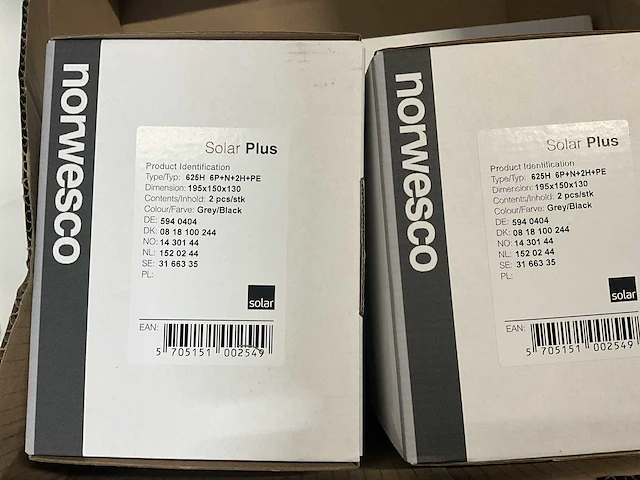 norwesco
Solar Plus
Product Identification
Type/Typ: 625H 6P+N+2H+PE
Dimension: 195x150x130
Contents/Inhold: 2 pcs/stk
Colour/Farve: Grey/Black
DE: 594 0404
DK: 08 18 100 244
NO: 14 301 44
NL: 152 02 44
SE: 31 663 35
PL:
solar
EAN:
5 705151 002549
norwesco
Solar Plus
Product Identification
Type/Typ: 625H 6P+N+2H+PE
Dimension: 195x150x130
Contents/Inhold: 2 pcs/stk
Colour/Farve: Grey/Black
DE: 594 0404
DK: 08 18 100 244
NO: 14 301 44
NL: 152 02 44
SE: 31 663 35
PL:
solar
EAN:
5 705151 002549